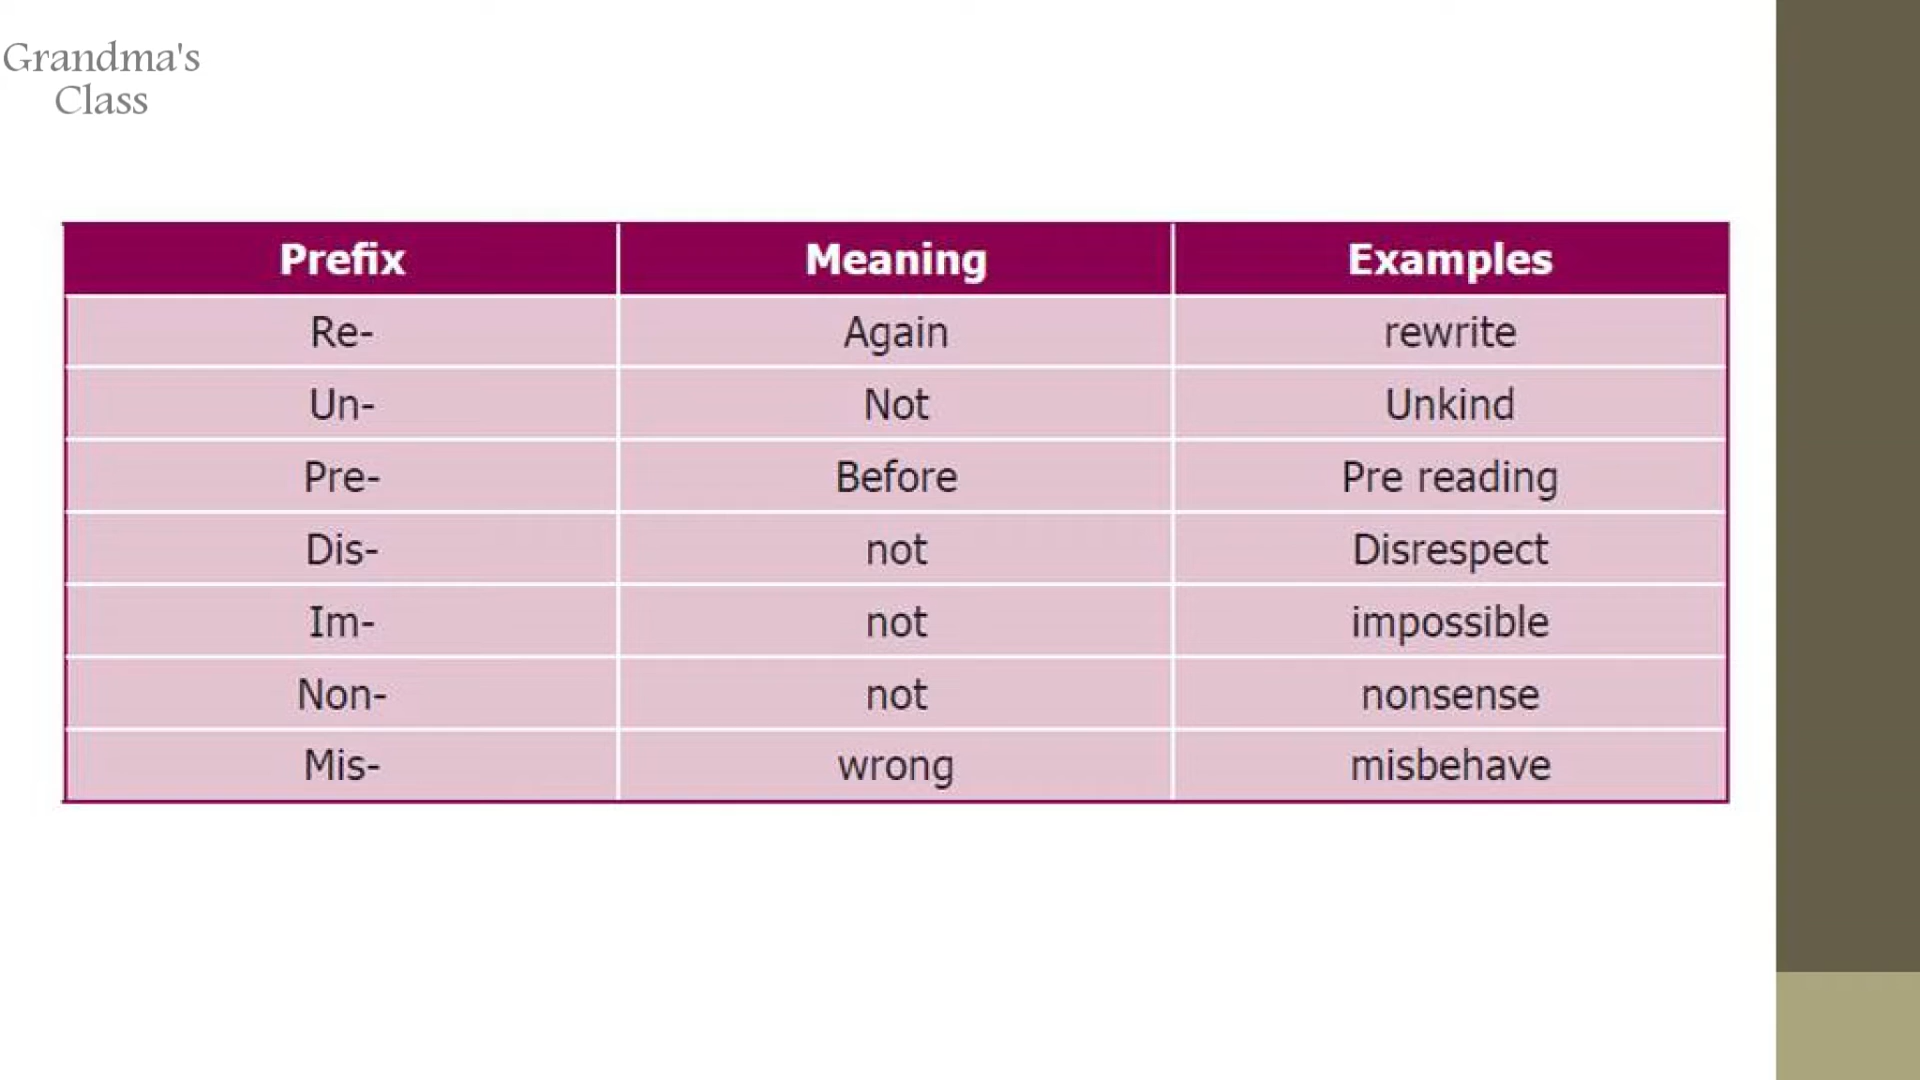 Grandma's
Class
Prefix Meaning Examples
Re- Again rewrite
Un- Not Unkind
Pre- Before Pre reading
Dis- not Disrespect
Im- not impossible
Non- not nonsense
Mis- wrong misbehave